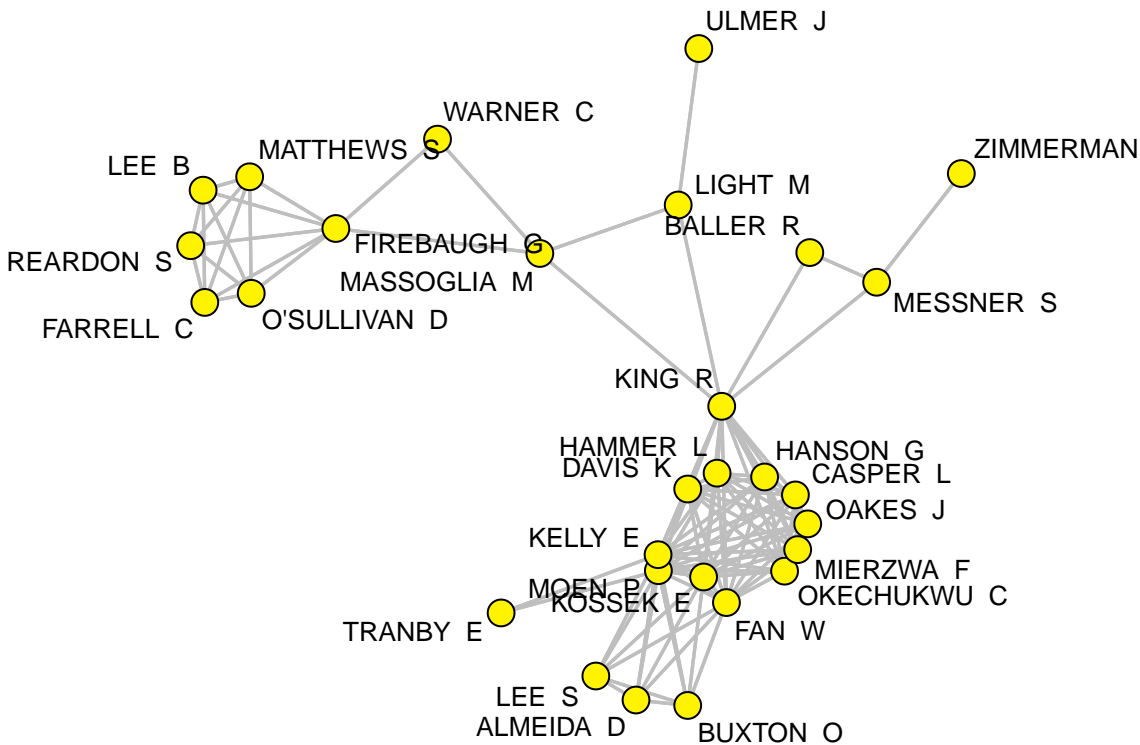 ULMER J
WARNER C
ZIMMERMAN
MATTHEWS S
LEE B
LIGHT M
BALLER R
FIREBAUGH G
REARDON S
MASSOGLIA M
MESSNER S
O'SULLIVAN D
FARRELL C
KING R
HAMMER L
HANSON G
DAVIS K
CASPER L
OAKES J
KELLY E
MIERZWA F
MOEN P
KOSSEK E
OKECHUKWU C
TRANBY E
FAN W
LEE S
ALMEIDA D
BUXTON O